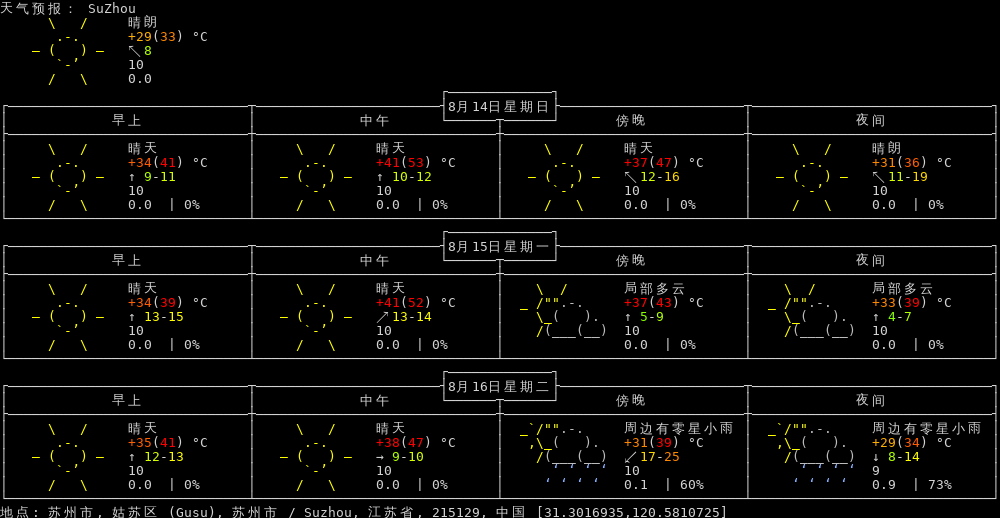 天气预报: SuZhou
晴朗
+29(33) °C
↖ 8
10
0.0
8月14日星期日
早上 中午 傍晚 夜间
晴天 晴天 晴天 晴朗
+34(41) °C +41(53) °C +37(47) °C +31(36) °C
↑ 9-11 ↑ 10-12 ↖ 12-16 ↖ 11-19
10 10 10 10
0.0 | 0% 0.0 | 0% 0.0 | 0% 0.0 | 0%
8月15日星期一
早上 中午 傍晚 夜间
晴天 晴天 局部多云 局部多云
+34(39) °C +41(52) °C +37(43) °C +33(39) °C
↑ 13-15 ↗ 13-14 ↑ 5-9 ↑ 4-7
10 10 10 10
0.0 | 0% 0.0 | 0% 0.0 | 0% 0.0 | 0%
8月16日星期二
早上 中午 傍晚 夜间
晴天 晴天 周边有零星小雨 周边有零星小雨
+35(41) °C +38(47) °C +31(39) °C +29(34) °C
↑ 12-13 → 9-10 ↙ 17-25 ↓ 8-14
10 10 10 9
0.0 | 0% 0.0 | 0% 0.1 | 60% 0.9 | 73%
地点: 苏州市, 姑苏区 (Gusu), 苏州市 / Suzhou, 江苏省, 215129, 中国 [31.3016935,120.5810725]